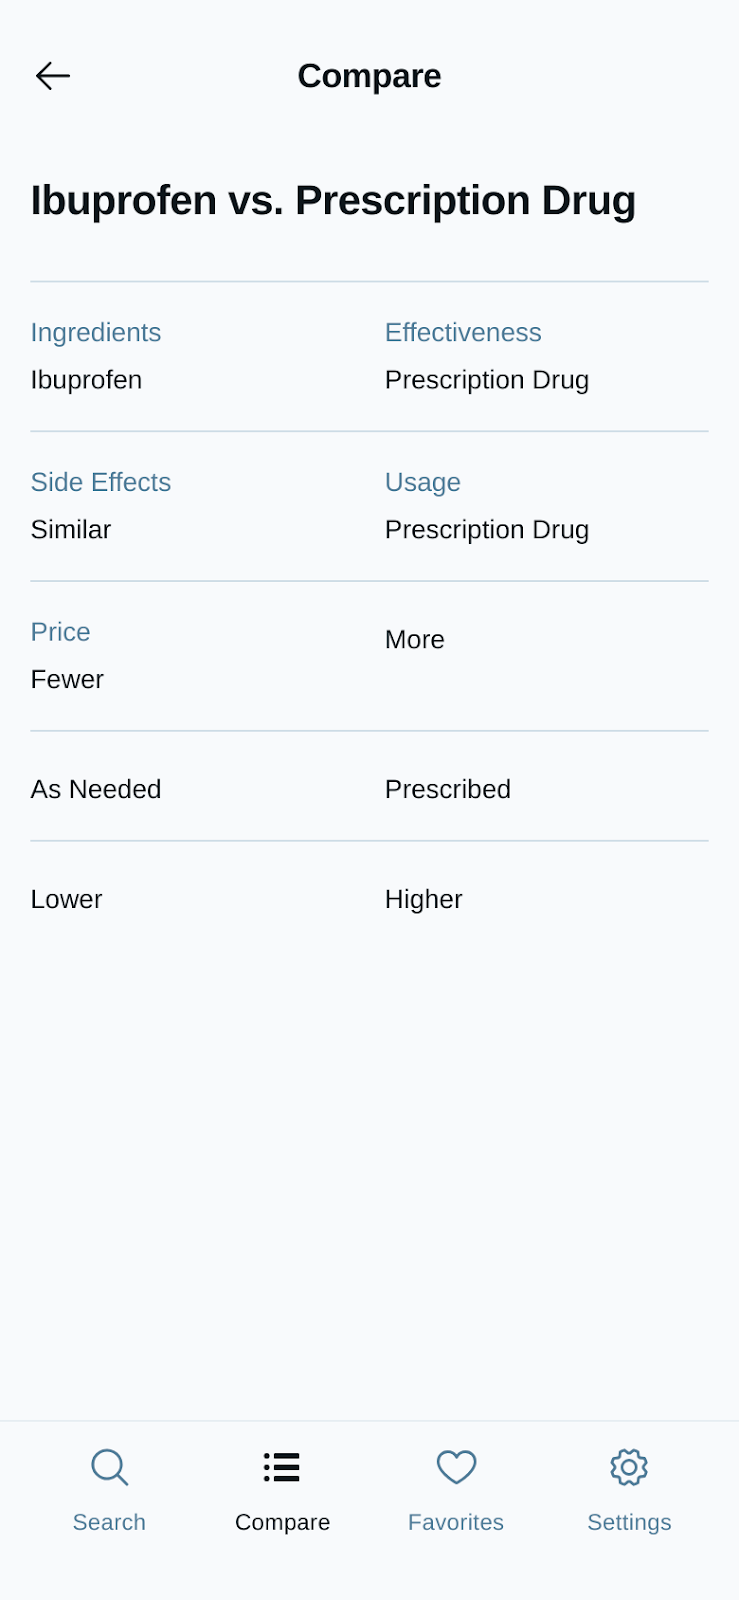 Compare
Ibuprofen vs. Prescription Drug
Ingredients
Effectiveness
Ibuprofen
Prescription Drug
Side Effects
Usage
Similar
Prescription Drug
Price
More
Fewer
As Needed
Prescribed
Lower
Higher
Search
Compare
Favorites
Settings